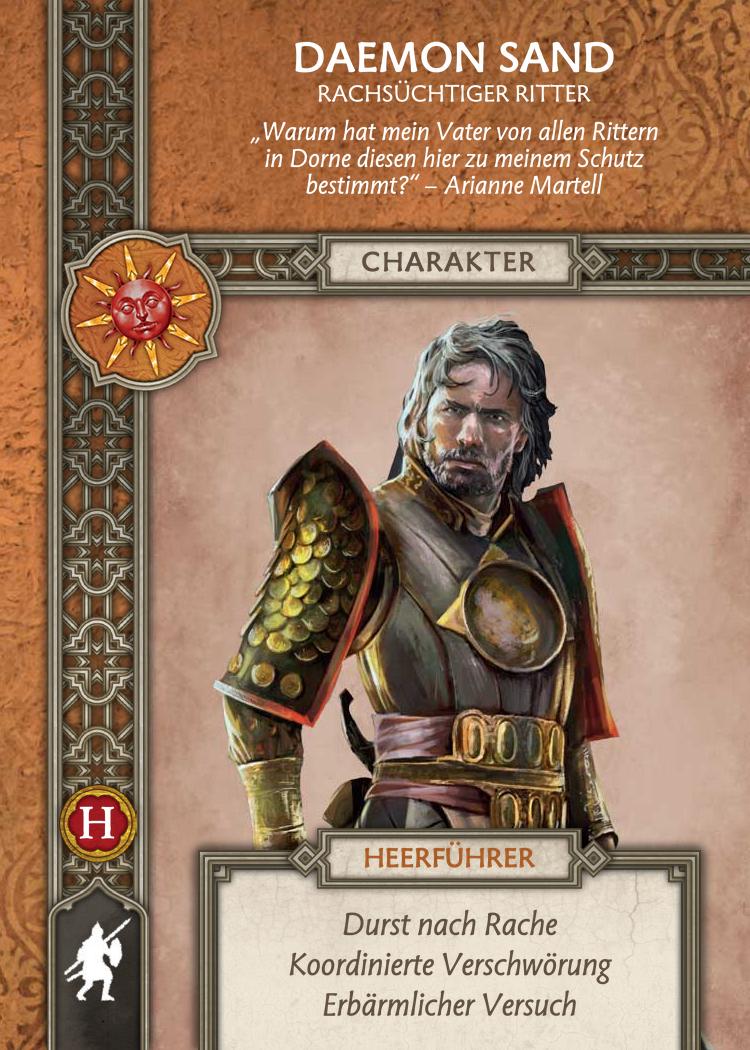 DAEMON SAND
RACHSÜCHTIGER RITTER
„Warum hat mein Vater von allen Rittern
in Dorne diesen hier zu meinem Schutz
bestimmt?“ – Arianne Martell
CHARAKTER
H
HEERFÜHRER
Durst nach Rache
Koordinierte Verschwörung
Erbärmlicher Versuch